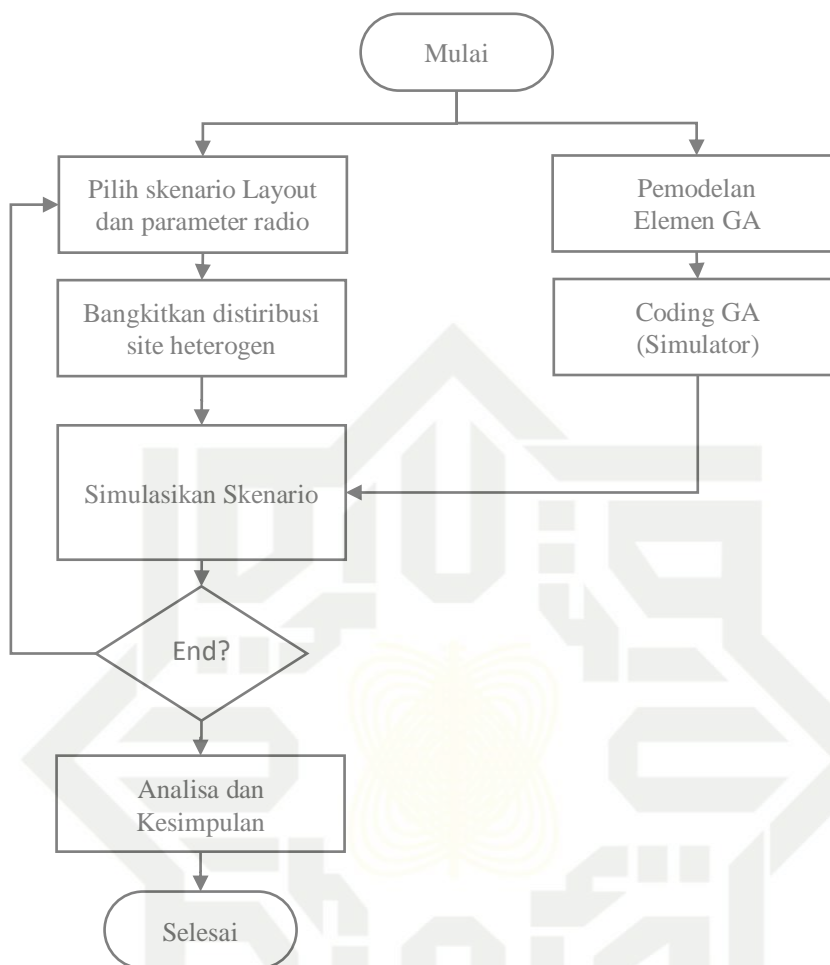 Mulai
Pilih skenario Layout
dan parameter radio
Pemodelan
Elemen GA
Bangkitkan distiribusi
site heterogen
Coding GA
(Simulator)
Simulasikan Skenario
End?
Analisa dan
Kesimpulan
Selesai